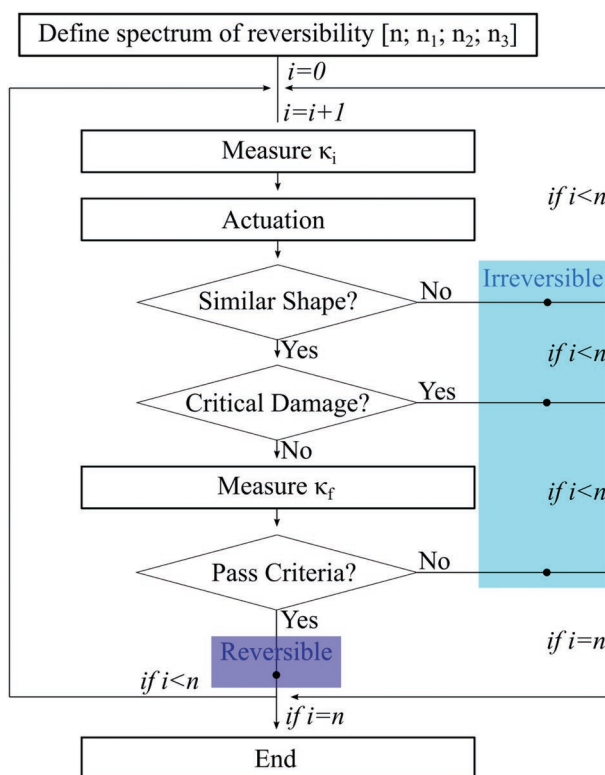 Define spectrum of reversibility [n; n₁; n₂; n₃]
i=0
i=i+1
Measure κᵢ
if i<n
Actuation
Similar Shape?
No
Irreversible
Yes
if i<n
Critical Damage?
Yes
No
Measure κf
if i<n
Pass Criteria?
No
Yes
if i=n
Reversible
if i<n
if i=n
End